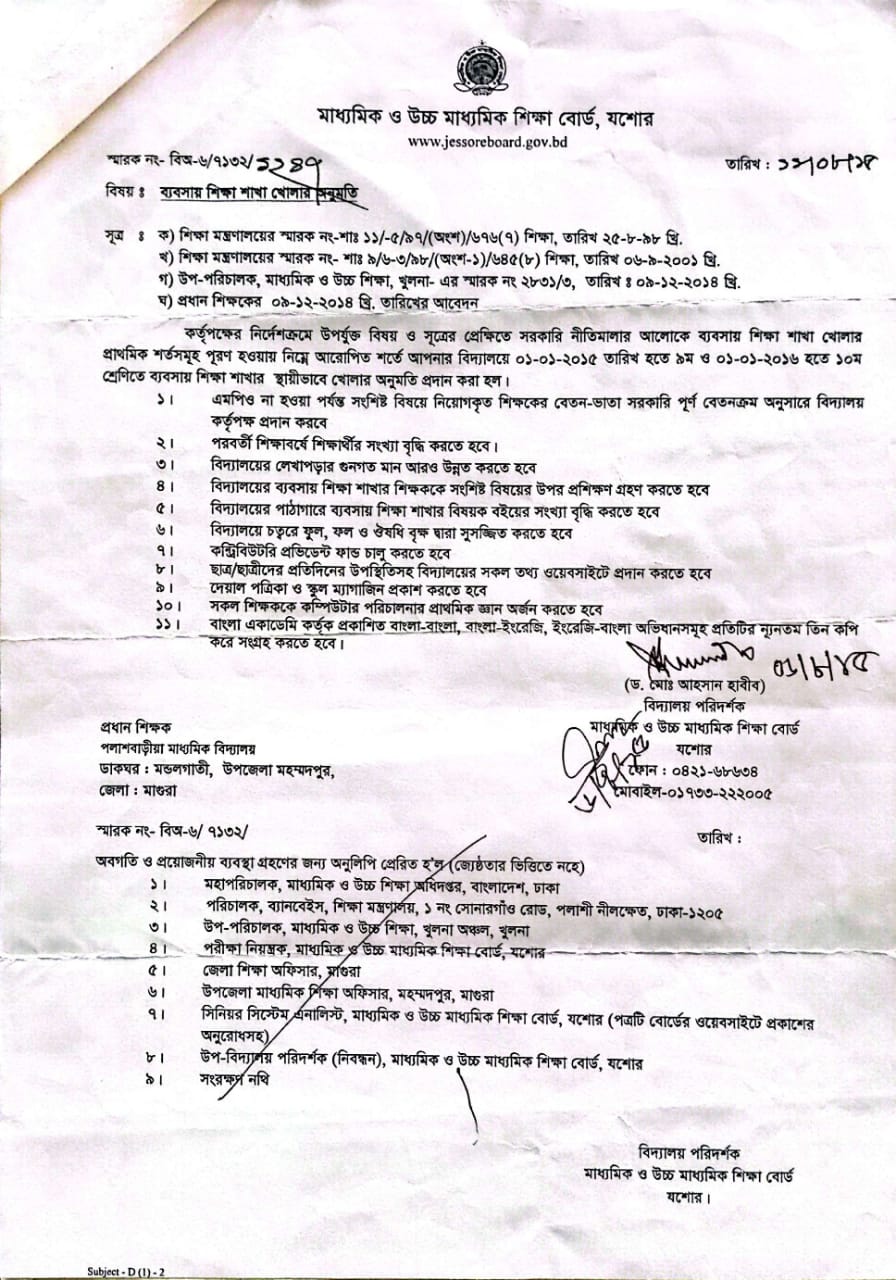 মাধ্যমিক ও উচ্চ মাধ্যমিক শিক্ষা বোর্ড, যশোর
www.jessoreboard.gov.bd
স্মারক নং- বিঅ-৬/৭১৩২/
তারিখ :
বিষয় ঃ ব্যবসায় শিক্ষা শাখা খোলার অনুমতি
সূত্র ঃ ক) শিক্ষা মন্ত্রণালয়ের স্মারক নং-শাঃ ১১/-৫/৯৭/(অংশ)/৬৭৬(৭) শিক্ষা, তারিখ ২৫-৮-৯৮ খ্রি.
খ) শিক্ষা মন্ত্রণালয়ের স্মারক নং- শাঃ ৯/৬-৩/৯৮/(অংশ-১)/৬৪৫(৮) শিক্ষা, তারিখ ০৬-৯-২০০১ খ্রি.
গ) উপ-পরিচালক, মাধ্যমিক ও উচ্চ শিক্ষা, খুলনা- এর স্মারক নং ২৮৩১/৩, তারিখ ঃ ০৯-১২-২০১৪ খ্রি.
ঘ) প্রধান শিক্ষকের ০৯-১২-২০১৪ খ্রি. তারিখের আবেদন
কর্তৃপক্ষের নির্দেশক্রমে উপর্যুক্ত বিষয় ও সূত্রের প্রেক্ষিতে সরকারি নীতিমালার আলোকে ব্যবসায় শিক্ষা শাখা খোলার
প্রাথমিক শর্তসমূহ পূরণ হওয়ায় নিম্নে আরোপিত শর্তে আপনার বিদ্যালয়ে ০১-০১-২০১৫ তারিখ হতে ৯ম ও ০১-০১-২০১৬ হতে ১০ম
শ্রেণিতে ব্যবসায় শিক্ষা শাখার স্থায়ীভাবে খোলার অনুমতি প্রদান করা হল।
১। এমপিও না হওয়া পর্যন্ত সংশিষ্ট বিষয়ে নিয়োগকৃত শিক্ষকের বেতন-ভাতা সরকারি পূর্ণ বেতনক্রম অনুসারে বিদ্যালয়
কর্তৃপক্ষ প্রদান করবে
২। পরবর্তী শিক্ষাবর্ষে শিক্ষার্থীর সংখ্যা বৃদ্ধি করতে হবে।
৩। বিদ্যালয়ের লেখাপড়ার গুনগত মান আরও উন্নত করতে হবে
৪। বিদ্যালয়ের ব্যবসায় শিক্ষা শাখার শিক্ষককে সংশিষ্ট বিষয়ের উপর প্রশিক্ষণ গ্রহণ করতে হবে
৫। বিদ্যালয়ের পাঠাগারে ব্যবসায় শিক্ষা শাখার বিষয়ক বইয়ের সংখ্যা বৃদ্ধি করতে হবে
৬। বিদ্যালয়ে চত্বরে ফুল, ফল ও ঔষধি বৃক্ষ দ্বারা সুসজ্জিত করতে হবে
৭। কন্ট্রিবিউটরি প্রভিডেন্ট ফান্ড চালু করতে হবে
৮। ছাত্র/ছাত্রীদের প্রতিদিনের উপস্থিতিসহ বিদ্যালয়ের সকল তথ্য ওয়েবসাইটে প্রদান করতে হবে
৯। দেয়াল পত্রিকা ও স্কুল ম্যাগাজিন প্রকাশ করতে হবে
১০। সকল শিক্ষককে কম্পিউটার পরিচালনার প্রাথমিক জ্ঞান অর্জন করতে হবে
১১। বাংলা একাডেমি কর্তৃক প্রকাশিত বাংলা-বাংলা, বাংলা-ইংরেজি, ইংরেজি-বাংলা অভিধানসমূহ প্রতিটির ন্যূনতম তিন কপি
করে সংগ্রহ করতে হবে।
(ড. মোঃ আহসান হাবীব)
বিদ্যালয় পরিদর্শক
মাধ্যমিক ও উচ্চ মাধ্যমিক শিক্ষা বোর্ড
যশোর
ফোন : ০৪২১-৬৮৬৩৪
মোবাইল-০১৭৩৩-২২২০০৫
প্রধান শিক্ষক
পলাশবাড়ীয়া মাধ্যমিক বিদ্যালয়
ডাকঘর : মন্ডলগাতী, উপজেলা মহম্মদপুর,
জেলা : মাগুরা
স্মারক নং- বিঅ-৬/ ৭১৩২/
তারিখ :
অবগতি ও প্রয়োজনীয় ব্যবস্থা গ্রহণের জন্য অনুলিপি প্রেরিত হ'ল (জ্যেষ্ঠতার ভিত্তিতে নহে)
১। মহাপরিচালক, মাধ্যমিক ও উচ্চ শিক্ষা অধিদপ্তর, বাংলাদেশ, ঢাকা
২। পরিচালক, ব্যানবেইস, শিক্ষা মন্ত্রণালয়, ১ নং সোনারগাঁও রোড, পলাশী নীলক্ষেত, ঢাকা-১২০৫
৩। উপ-পরিচালক, মাধ্যমিক ও উচ্চ শিক্ষা, খুলনা অঞ্চল, খুলনা
৪। পরীক্ষা নিয়ন্ত্রক, মাধ্যমিক ও উচ্চ মাধ্যমিক শিক্ষা বোর্ড, যশোর
৫। জেলা শিক্ষা অফিসার, মাগুরা
৬। উপজেলা মাধ্যমিক শিক্ষা অফিসার, মহম্মদপুর, মাগুরা
৭। সিনিয়র সিস্টেম এনালিস্ট, মাধ্যমিক ও উচ্চ মাধ্যমিক শিক্ষা বোর্ড, যশোর (পত্রটি বোর্ডের ওয়েবসাইটে প্রকাশের
অনুরোধসহ)
৮। উপ-বিদ্যালয় পরিদর্শক (নিবন্ধন), মাধ্যমিক ও উচ্চ মাধ্যমিক শিক্ষা বোর্ড, যশোর
৯। সংরক্ষণ নথি
বিদ্যালয় পরিদর্শক
মাধ্যমিক ও উচ্চ মাধ্যমিক শিক্ষা বোর্ড
যশোর।
Subject - D (1) - 2